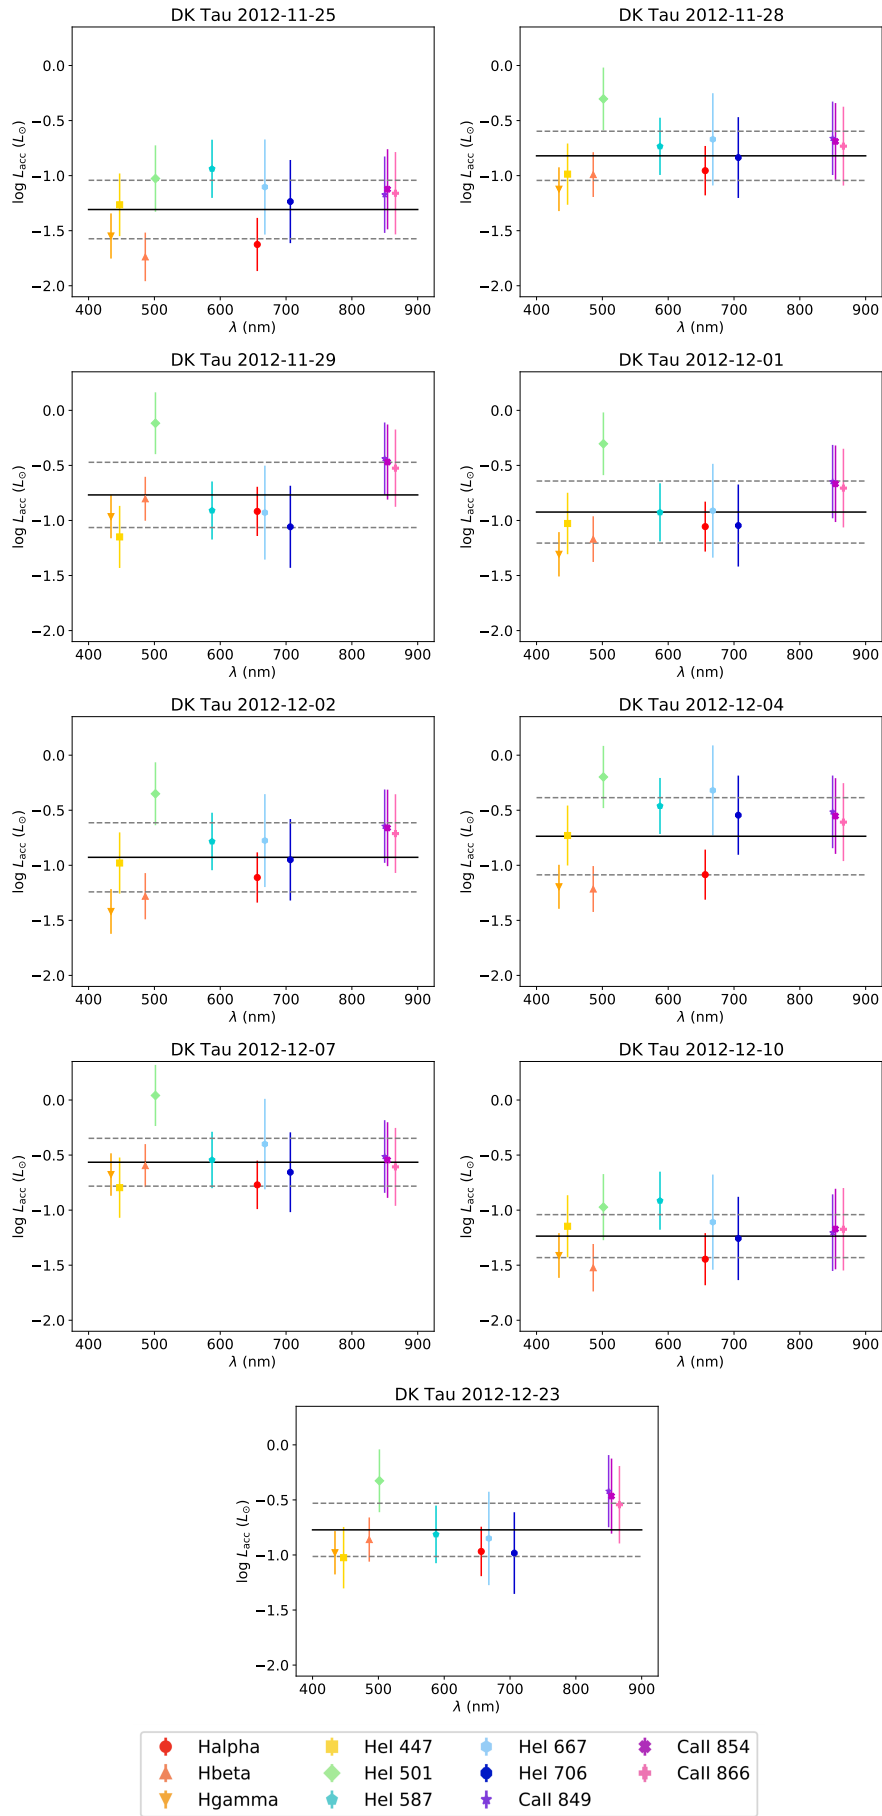 DK Tau 2012-11-25
0.0
−0.5
−1.0
−1.5
−2.0
log L_acc (L_⊙)
400 500 600 700 800 900
λ (nm)
DK Tau 2012-11-28
0.0
−0.5
−1.0
−1.5
−2.0
log L_acc (L_⊙)
400 500 600 700 800 900
λ (nm)
DK Tau 2012-11-29
0.0
−0.5
−1.0
−1.5
−2.0
log L_acc (L_⊙)
400 500 600 700 800 900
λ (nm)
DK Tau 2012-12-01
0.0
−0.5
−1.0
−1.5
−2.0
log L_acc (L_⊙)
400 500 600 700 800 900
λ (nm)
DK Tau 2012-12-02
0.0
−0.5
−1.0
−1.5
−2.0
log L_acc (L_⊙)
400 500 600 700 800 900
λ (nm)
DK Tau 2012-12-04
0.0
−0.5
−1.0
−1.5
−2.0
log L_acc (L_⊙)
400 500 600 700 800 900
λ (nm)
DK Tau 2012-12-07
0.0
−0.5
−1.0
−1.5
−2.0
log L_acc (L_⊙)
400 500 600 700 800 900
λ (nm)
DK Tau 2012-12-10
0.0
−0.5
−1.0
−1.5
−2.0
log L_acc (L_⊙)
400 500 600 700 800 900
λ (nm)
DK Tau 2012-12-23
0.0
−0.5
−1.0
−1.5
−2.0
log L_acc (L_⊙)
400 500 600 700 800 900
λ (nm)
Halpha
Hbeta
Hgamma
HeI 447
HeI 501
HeI 587
HeI 667
HeI 706
CaII 849
CaII 854
CaII 866